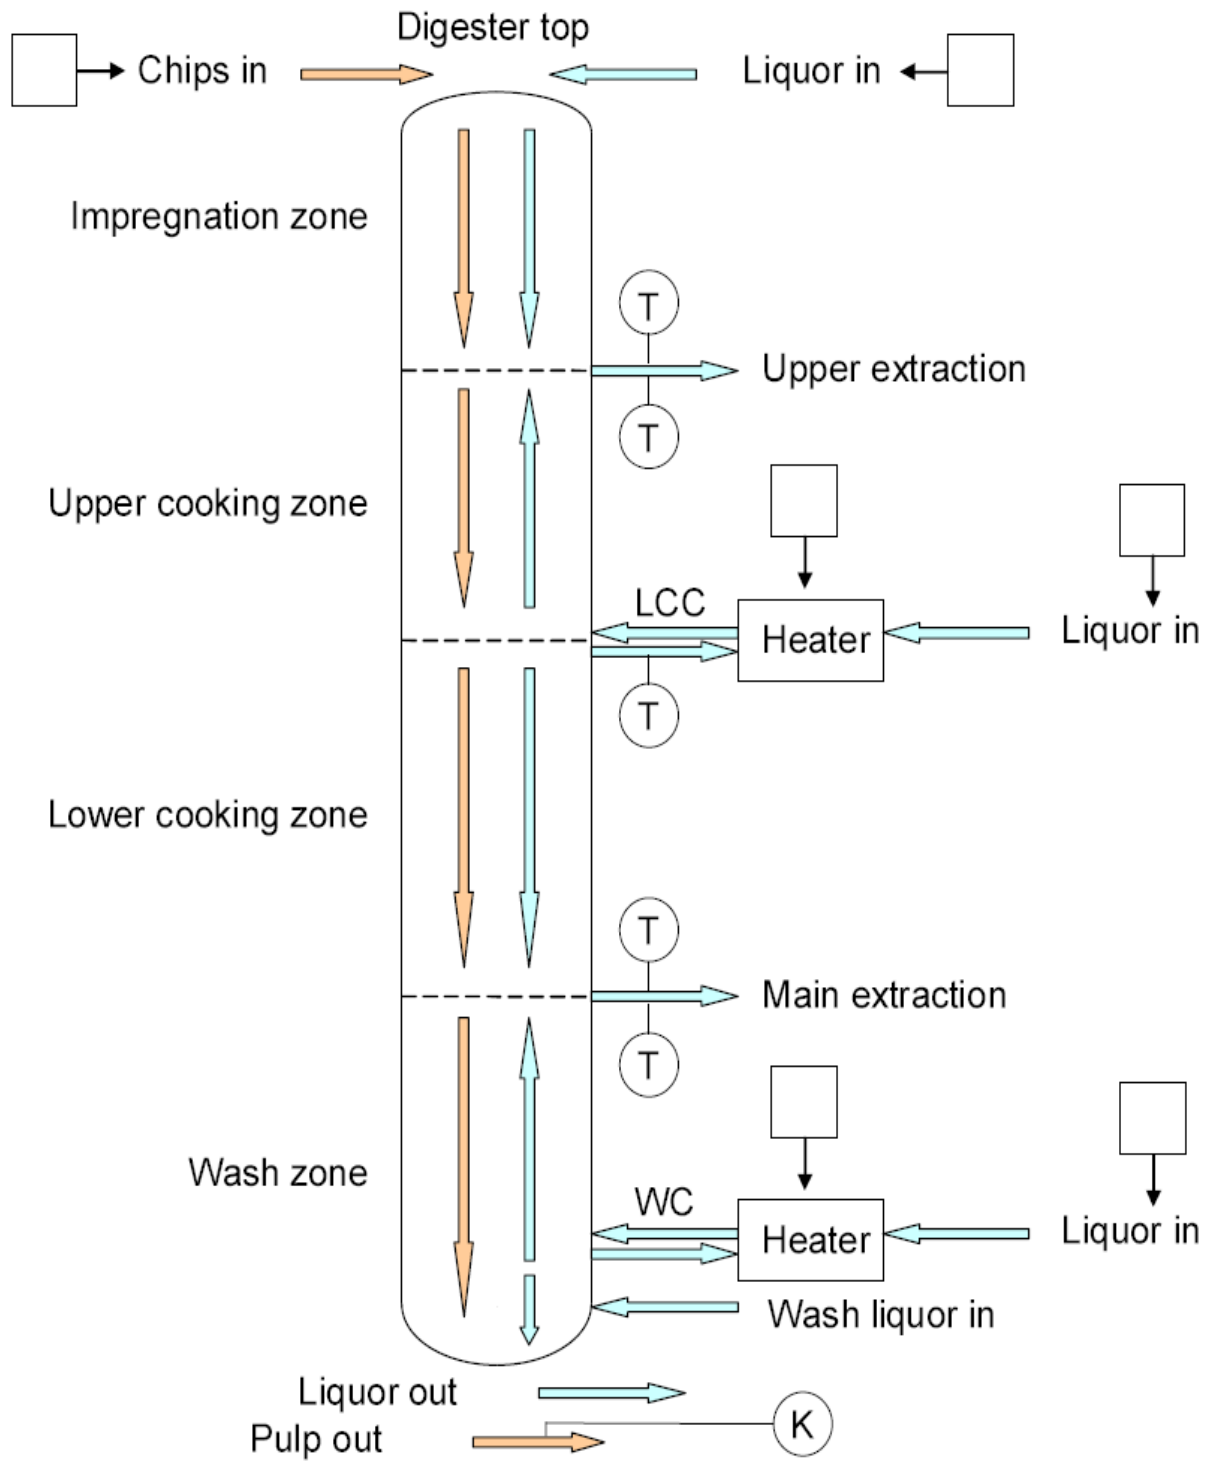 Digester top
Chips in
Liquor in
Impregnation zone
T
Upper extraction
T
Upper cooking zone
LCC
Heater
Liquor in
T
Lower cooking zone
T
Main extraction
T
Wash zone
WC
Heater
Liquor in
Wash liquor in
Liquor out
Pulp out
K